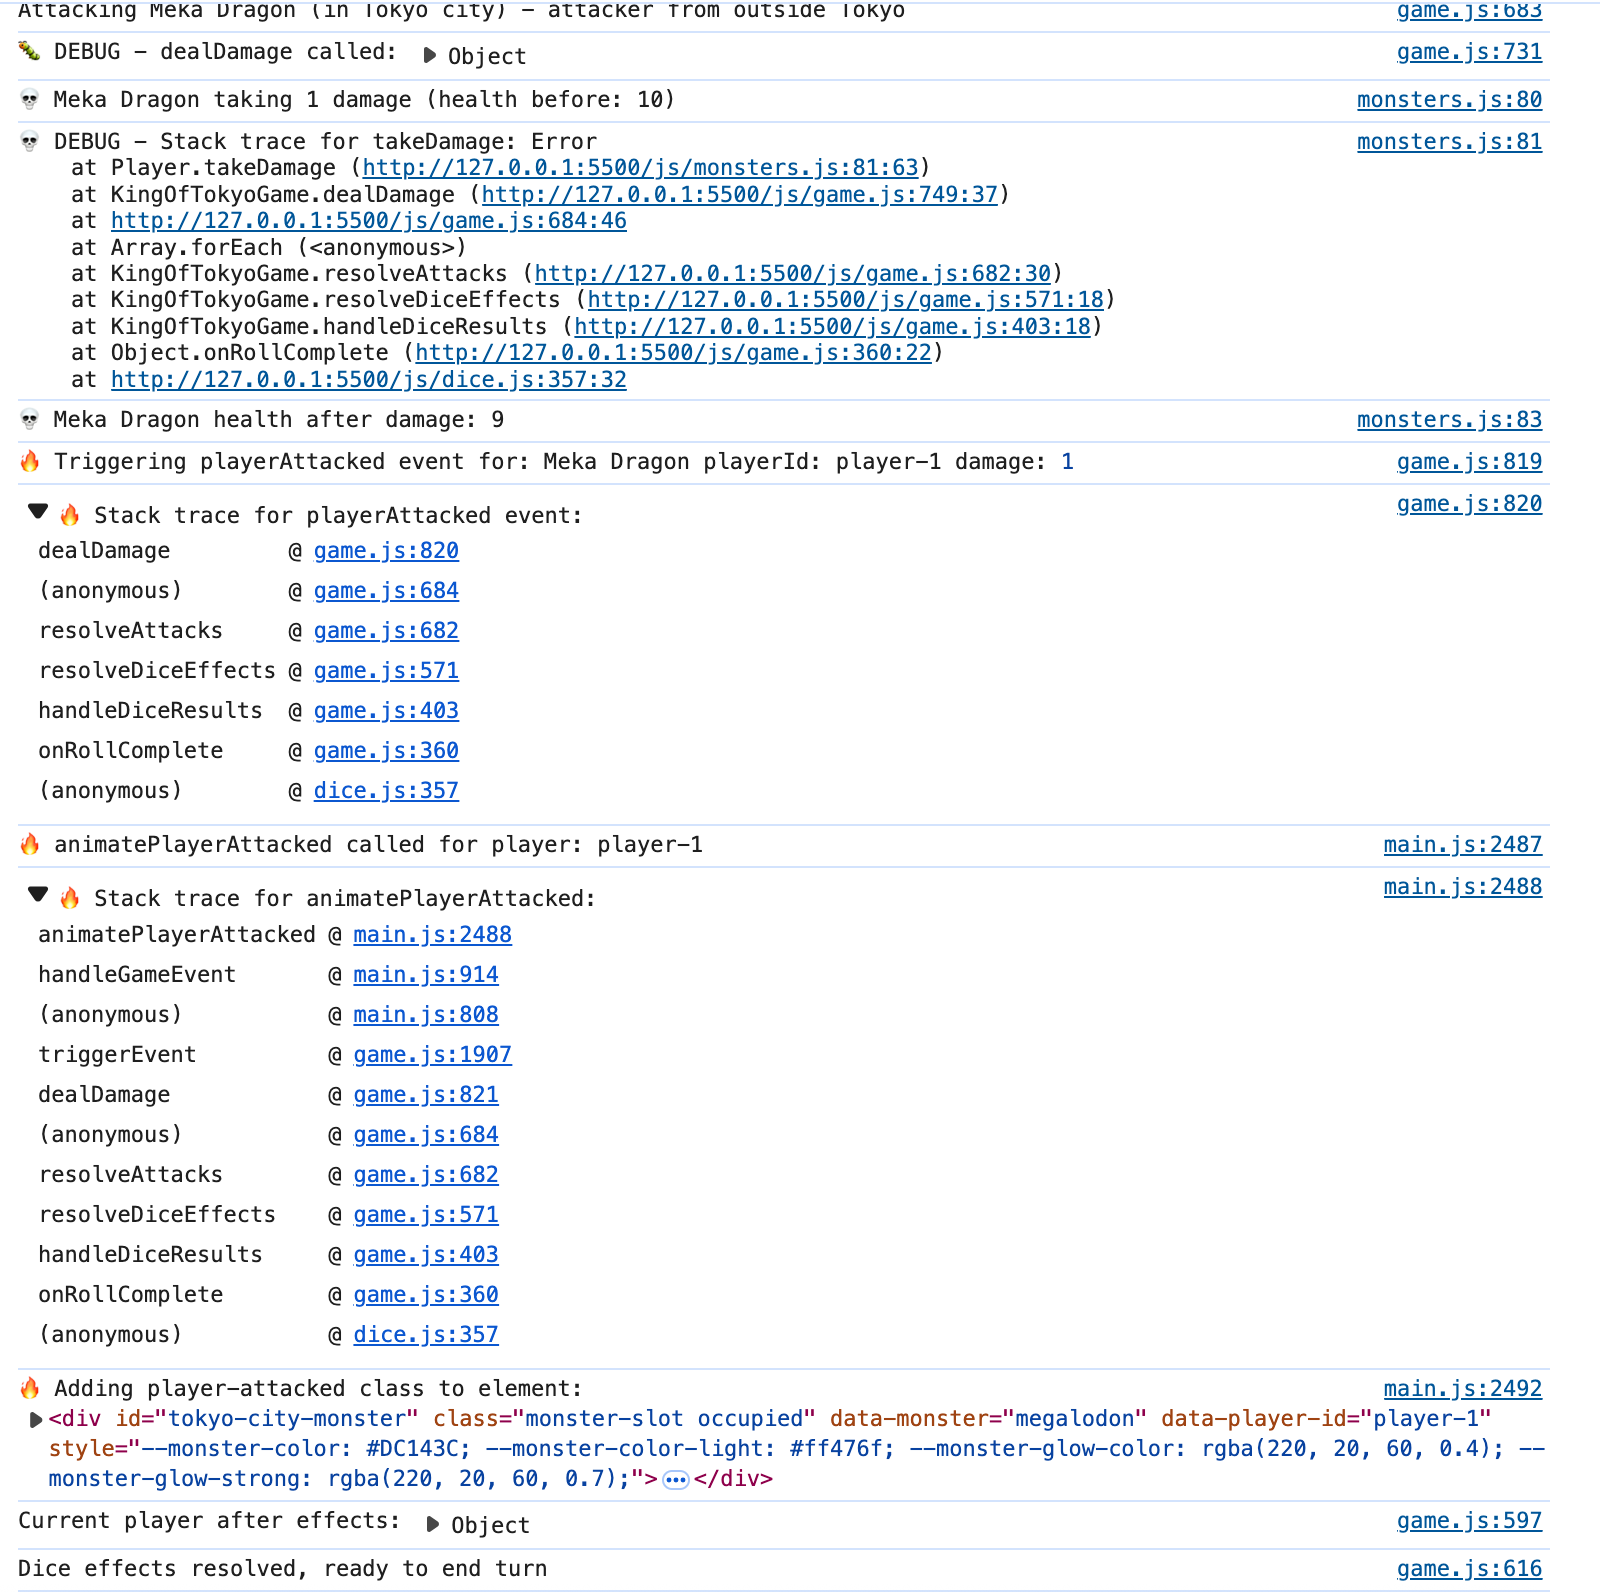 Attacking Meka Dragon (in Tokyo city) – attacker from outside Tokyo game.js:683
🐛 DEBUG – dealDamage called: ▶ Object game.js:731
💀 Meka Dragon taking 1 damage (health before: 10) monsters.js:80
💀 DEBUG – Stack trace for takeDamage: Error monsters.js:81
at Player.takeDamage (http://127.0.0.1:5500/js/monsters.js:81:63)
at KingOfTokyoGame.dealDamage (http://127.0.0.1:5500/js/game.js:749:37)
at http://127.0.0.1:5500/js/game.js:684:46
at Array.forEach (<anonymous>)
at KingOfTokyoGame.resolveAttacks (http://127.0.0.1:5500/js/game.js:682:30)
at KingOfTokyoGame.resolveDiceEffects (http://127.0.0.1:5500/js/game.js:571:18)
at KingOfTokyoGame.handleDiceResults (http://127.0.0.1:5500/js/game.js:403:18)
at Object.onRollComplete (http://127.0.0.1:5500/js/game.js:360:22)
at http://127.0.0.1:5500/js/dice.js:357:32
💀 Meka Dragon health after damage: 9 monsters.js:83
🔥 Triggering playerAttacked event for: Meka Dragon playerId: player-1 damage: 1 game.js:819
▼ 🔥 Stack trace for playerAttacked event: game.js:820
dealDamage @ game.js:820
(anonymous) @ game.js:684
resolveAttacks @ game.js:682
resolveDiceEffects @ game.js:571
handleDiceResults @ game.js:403
onRollComplete @ game.js:360
(anonymous) @ dice.js:357
🔥 animatePlayerAttacked called for player: player-1 main.js:2487
▼ 🔥 Stack trace for animatePlayerAttacked: main.js:2488
animatePlayerAttacked @ main.js:2488
handleGameEvent @ main.js:914
(anonymous) @ main.js:808
triggerEvent @ game.js:1907
dealDamage @ game.js:821
(anonymous) @ game.js:684
resolveAttacks @ game.js:682
resolveDiceEffects @ game.js:571
handleDiceResults @ game.js:403
onRollComplete @ game.js:360
(anonymous) @ dice.js:357
🔥 Adding player-attacked class to element: main.js:2492
▶ <div id="tokyo-city-monster" class="monster-slot occupied" data-monster="megalodon" data-player-id="player-1"
style="--monster-color: #DC143C; --monster-color-light: #ff476f; --monster-glow-color: rgba(220, 20, 60, 0.4); --
monster-glow-strong: rgba(220, 20, 60, 0.7);">…</div>
Current player after effects: ▶ Object game.js:597
Dice effects resolved, ready to end turn game.js:616